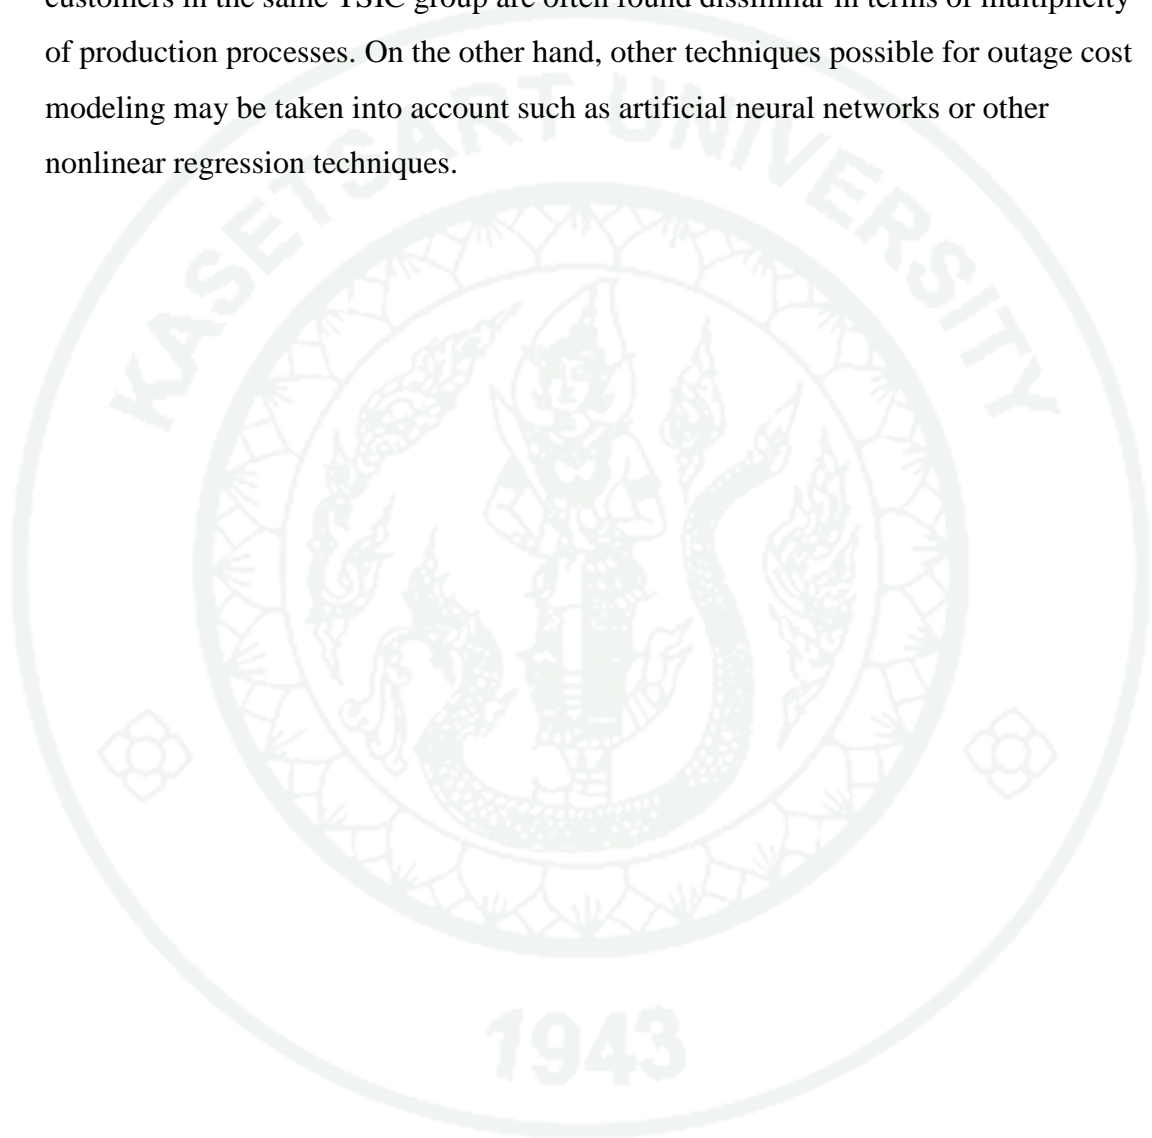 customers in the same TSIC group are often found dissimilar in terms of multiplicity
of production processes. On the other hand, other techniques possible for outage cost
modeling may be taken into account such as artificial neural networks or other
nonlinear regression techniques.
KASETSART UNIVERSITY
1943